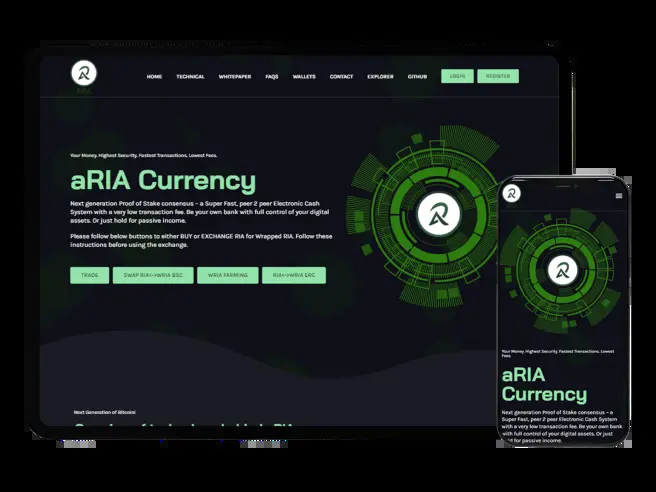 HOME TECHNICAL WHITEPAPER FAQS WALLETS CONTACT EXPLORER GITHUB LOGIN REGISTER
Your Money. Highest Security. Fastest Transactions. Lowest Fees.
aRIA Currency
Next generation Proof of Stake consensus – a Super Fast, peer 2 peer Electronic Cash
System with a very low transaction fee. Be your own bank with full control of your digital
assets. Or just hold for passive income.
Please follow below buttons to either BUY or EXCHANGE RIA for Wrapped RIA. Follow these
instructions before using the exchange.
TRADE SWAP RIA<->WRIA BSC WRIA FARMING RIA<->WRIA ERC
Next Generation of Bitcoin!
Your Money. Highest Security. Fastest Transactions. Lowest
Fees.
aRIA
Currency
Next generation Proof of Stake consensus – a
Super Fast, peer 2 peer Electronic Cash System
with a very low transaction fee. Be your own bank
with full control of your digital assets. Or just
hold for passive income.